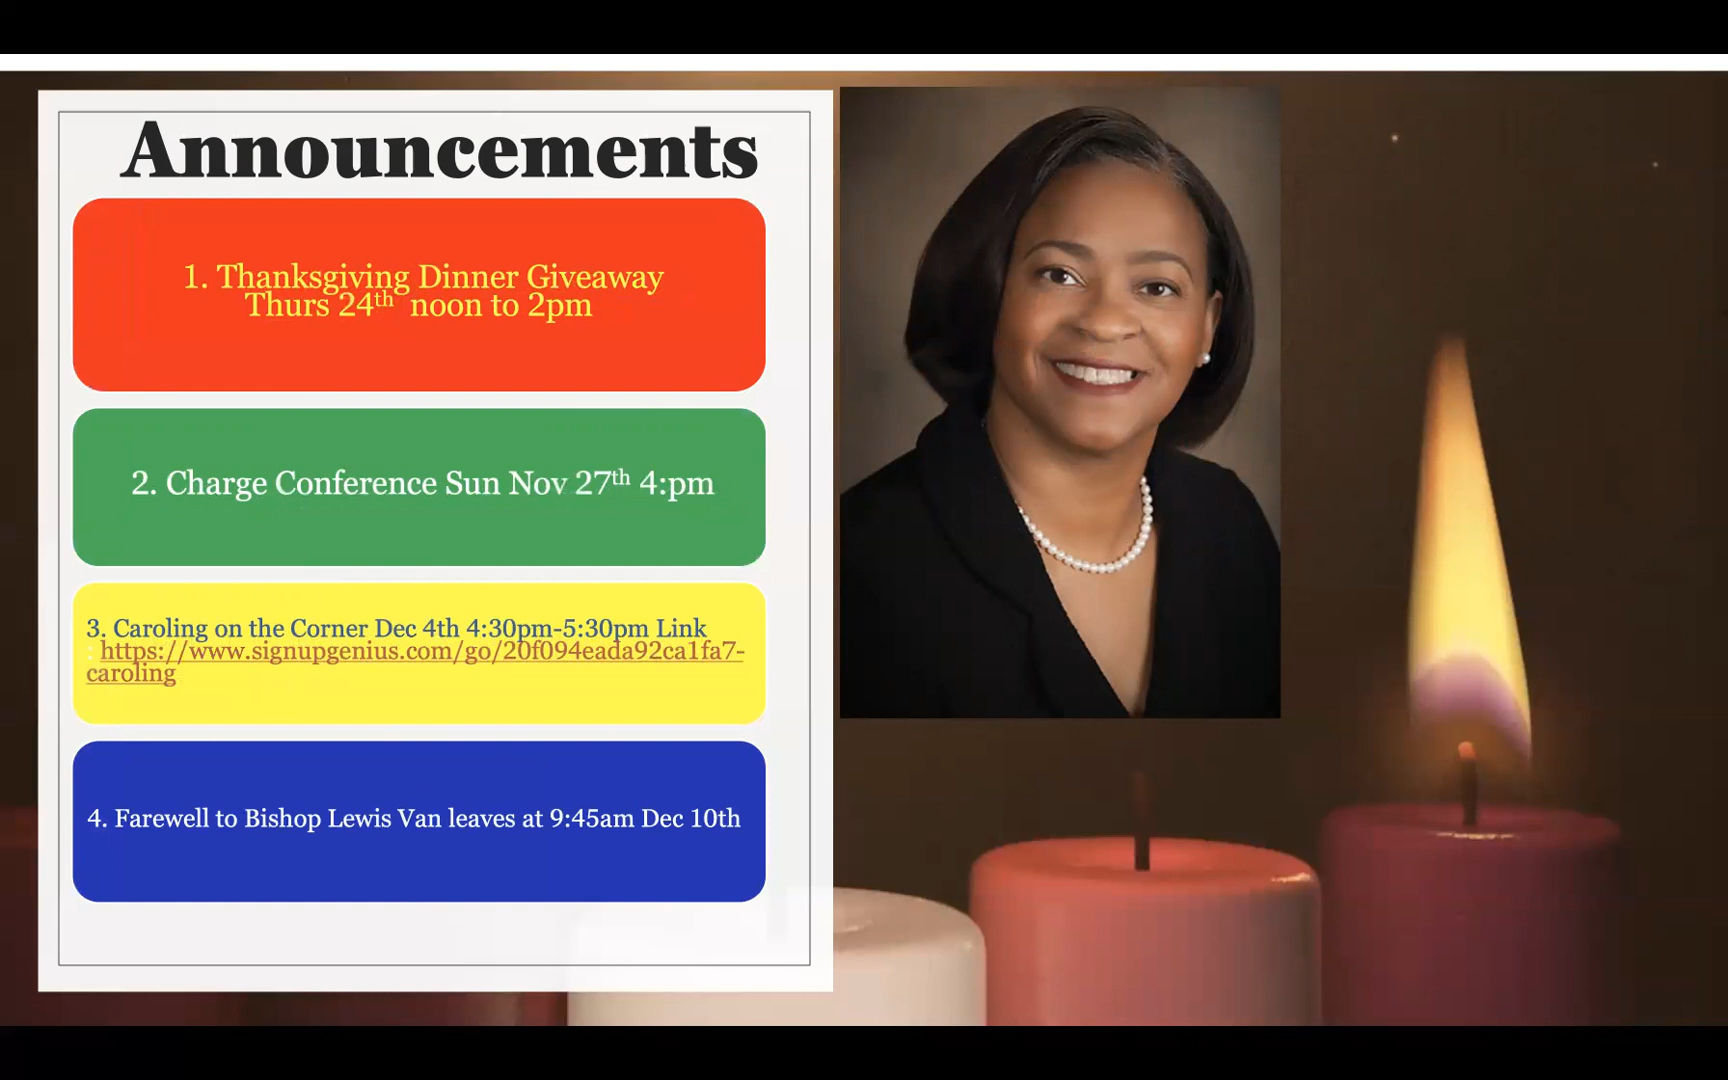 Announcements
1. Thanksgiving Dinner Giveaway
Thurs 24th noon to 2pm
2. Charge Conference Sun Nov 27th 4:pm
3. Caroling on the Corner Dec 4th 4:30pm-5:30pm Link
: https://www.signupgenius.com/go/20f094eada92ca1fa7-
caroling
4. Farewell to Bishop Lewis Van leaves at 9:45am Dec 10th